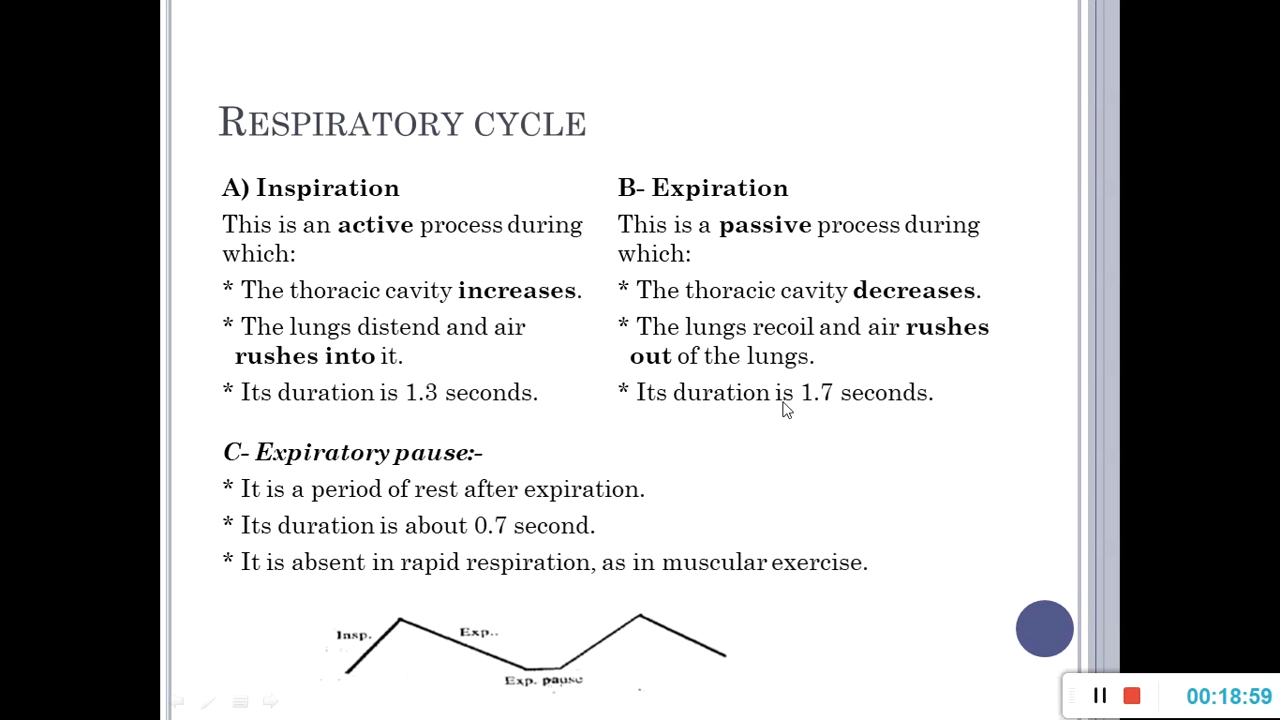 RESPIRATORY CYCLE
A) Inspiration
This is an active process during
which:
* The thoracic cavity increases.
* The lungs distend and air
rushes into it.
* Its duration is 1.3 seconds.
B- Expiration
This is a passive process during
which:
* The thoracic cavity decreases.
* The lungs recoil and air rushes
out of the lungs.
* Its duration is 1.7 seconds.
C- Expiratory pause:-
* It is a period of rest after expiration.
* Its duration is about 0.7 second.
* It is absent in rapid respiration, as in muscular exercise.
Insp.
Exp..
Exp. pause
00:18:59